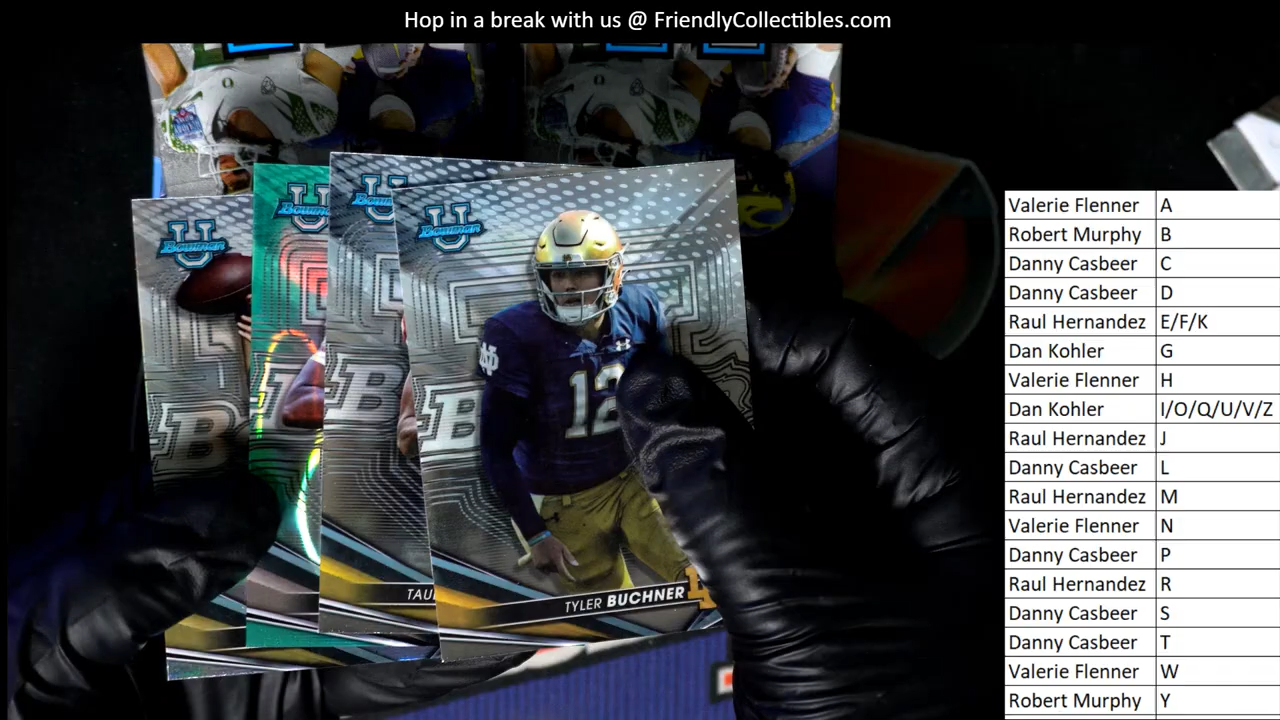 Hop in a break with us @ FriendlyCollectibles.com
U
BOWMAN
U
U
U
BOWMAN
B
B
B
ND
12
TAU
TYLER BUCHNER
Valerie Flenner A
Robert Murphy B
Danny Casbeer C
Danny Casbeer D
Raul Hernandez E/F/K
Dan Kohler G
Valerie Flenner H
Dan Kohler I/O/Q/U/V/Z
Raul Hernandez J
Danny Casbeer L
Raul Hernandez M
Valerie Flenner N
Danny Casbeer P
Raul Hernandez R
Danny Casbeer S
Danny Casbeer T
Valerie Flenner W
Robert Murphy Y